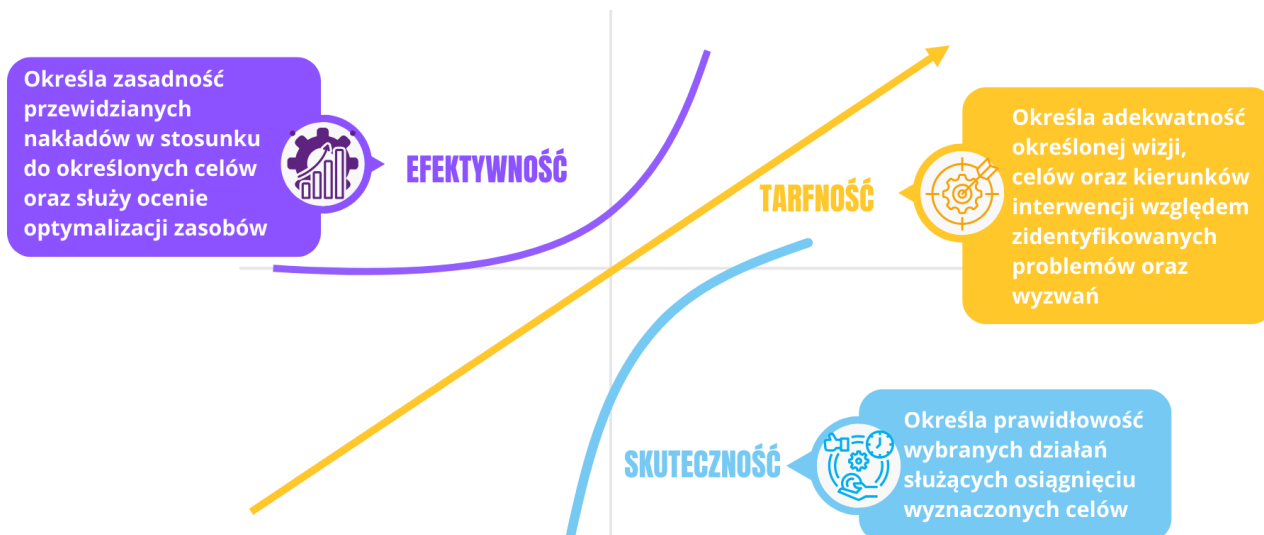 Określa zasadność
przewidzianych
nakładów w stosunku
do określonych celów
oraz służy ocenie
optymalizacji zasobów
EFEKTYWNOŚĆ
TARFNOŚĆ
Określa adekwatność
określonej wizji,
celów oraz kierunków
interwencji względem
zidentyfikowanych
problemów oraz
wyzwań
SKUTECZNOŚĆ
Określa prawidłowość
wybranych działań
służących osiągnięciu
wyznaczonych celów